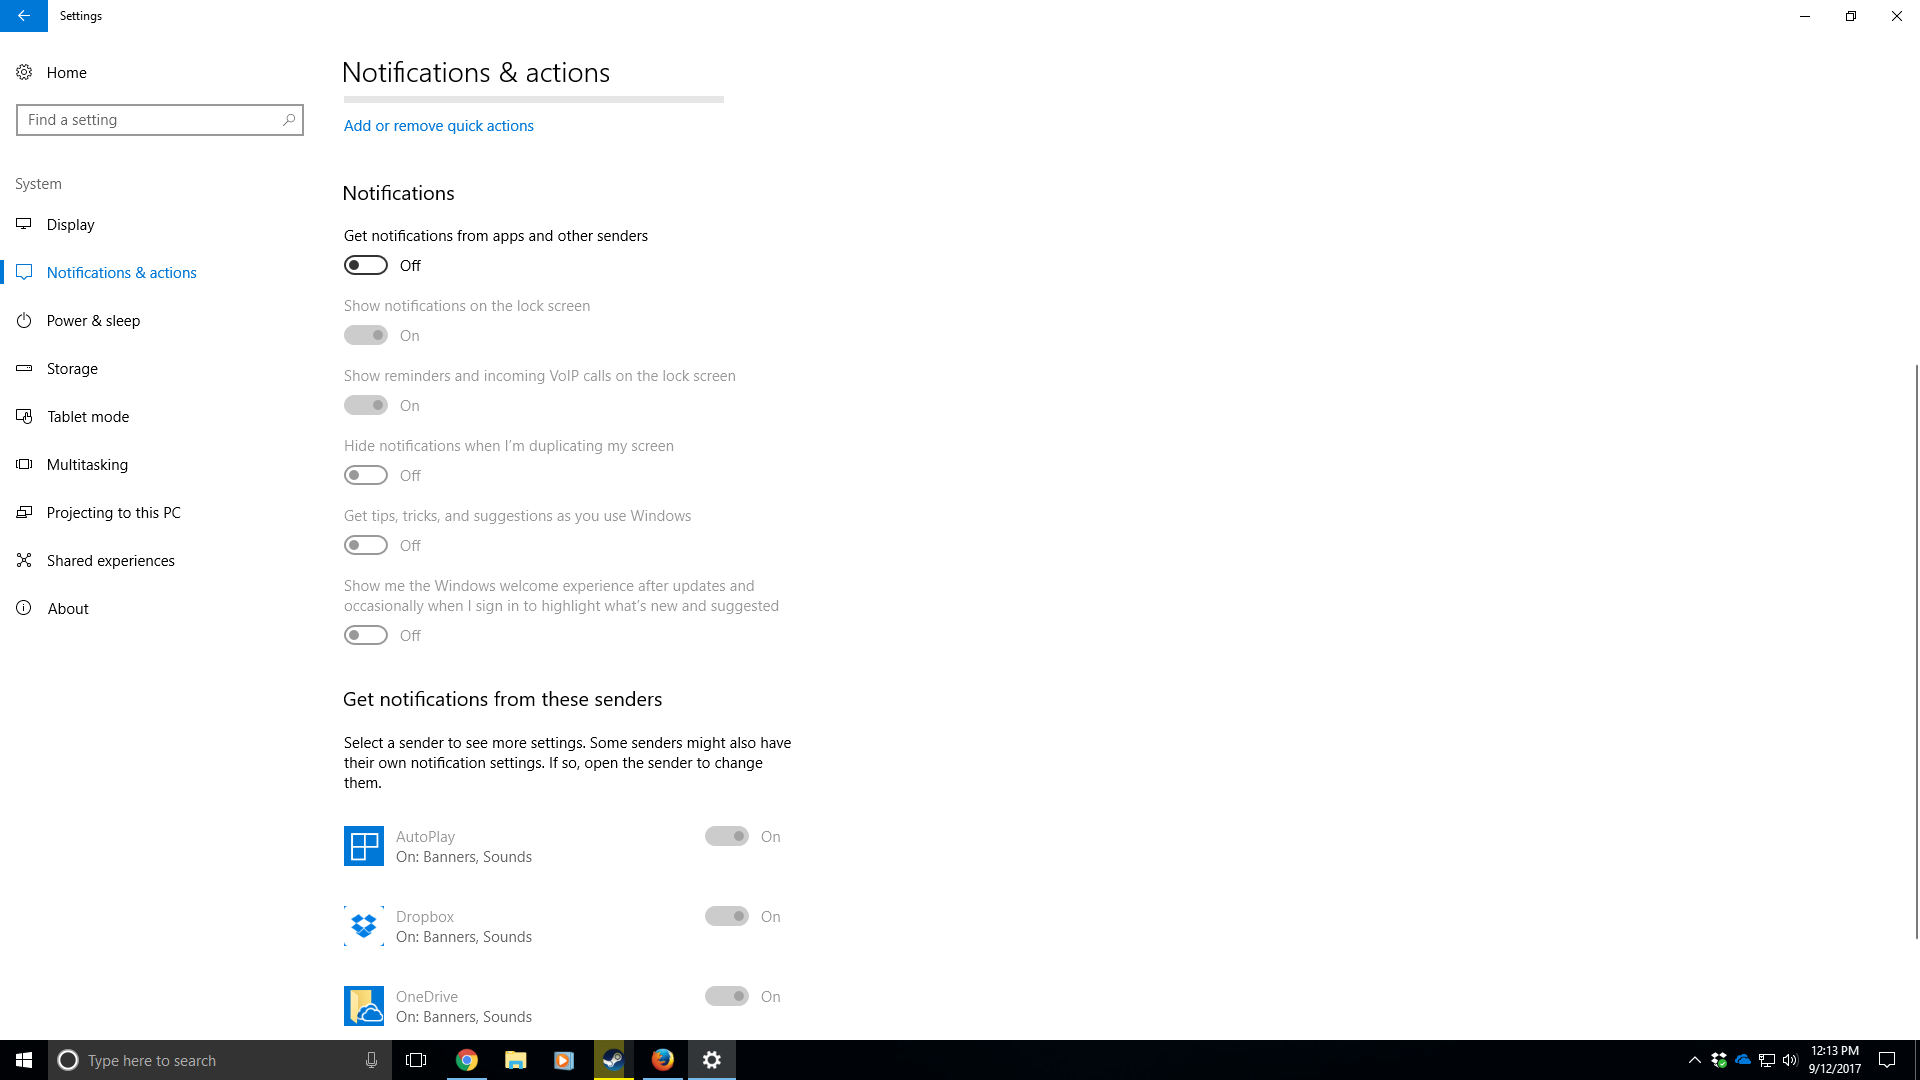 Settings
Home
Find a setting
System
Display
Notifications & actions
Power & sleep
Storage
Tablet mode
Multitasking
Projecting to this PC
Shared experiences
About
Notifications & actions
Add or remove quick actions
Notifications
Get notifications from apps and other senders
Off
Show notifications on the lock screen
On
Show reminders and incoming VoIP calls on the lock screen
On
Hide notifications when I'm duplicating my screen
Off
Get tips, tricks, and suggestions as you use Windows
Off
Show me the Windows welcome experience after updates and
occasionally when I sign in to highlight what's new and suggested
Off
Get notifications from these senders
Select a sender to see more settings. Some senders might also have
their own notification settings. If so, open the sender to change
them.
AutoPlay
On: Banners, Sounds
On
Dropbox
On: Banners, Sounds
On
OneDrive
On: Banners, Sounds
On
Type here to search
12:13 PM
9/12/2017